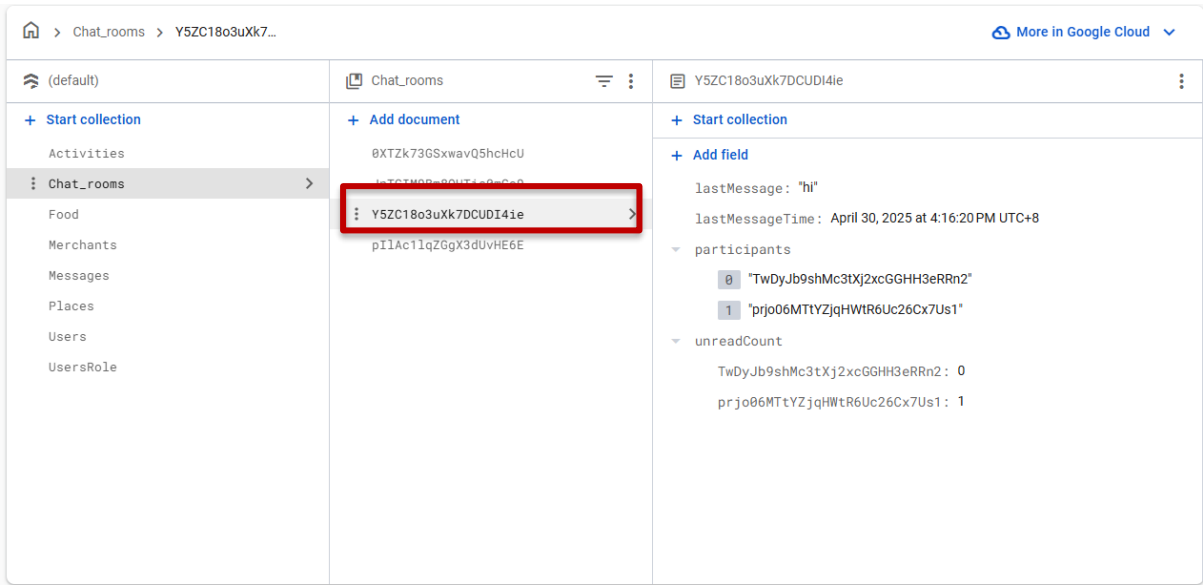 Chat_rooms Y5ZC18o3uXk7…
More in Google Cloud
(default)
Start collection
Activities
Chat_rooms
Food
Merchants
Messages
Places
Users
UsersRole
Chat_rooms
Add document
0XTZk73GSxwavQ5hcHcU
Y5ZC18o3uXk7DCUDI4ie
pIlAc1lqZGgX3dUvHE6E
Y5ZC18o3uXk7DCUDI4ie
Start collection
Add field
lastMessage: "hi"
lastMessageTime: April 30, 2025 at 4:16:20 PM UTC+8
participants
0 "TwDyJb9shMc3tXj2xcGGHH3eRRn2"
1 "prjo06MTtYZjqHWtR6Uc26Cx7Us1"
unreadCount
TwDyJb9shMc3tXj2xcGGHH3eRRn2: 0
prjo06MTtYZjqHWtR6Uc26Cx7Us1: 1